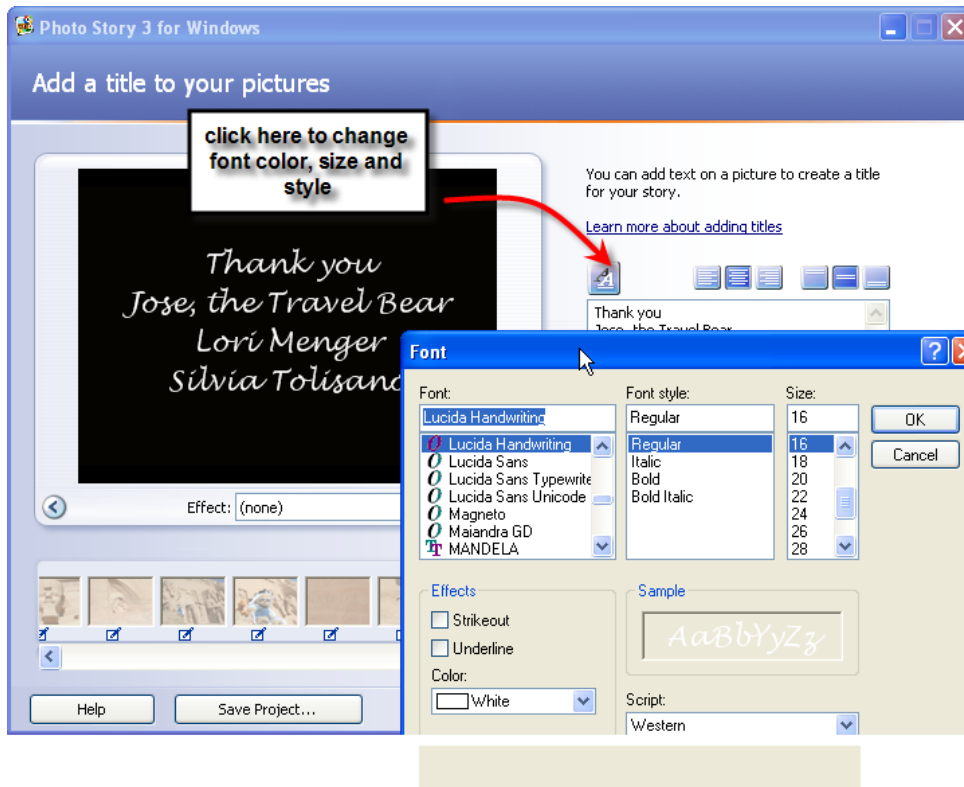 Photo Story 3 for Windows
Add a title to your pictures
click here to change
font color, size and
style
You can add text on a picture to create a title
for your story.
Learn more about adding titles
Thank you
Jose, the Travel Bear
Lori Menger
Silvia Tolisano
Thank you
Jose, the Travel Bear
Effect: (none)
Help
Save Project...
Font
Font:
Lucida Handwriting
Lucida Handwriting
Lucida Sans
Lucida Sans Typewrite
Lucida Sans Unicode
Magneto
Maiandra GD
MANDELA
Font style:
Regular
Regular
Italic
Bold
Bold Italic
Size:
16
16
18
20
22
24
26
28
OK
Cancel
Effects
Strikeout
Underline
Color:
White
Sample
AaBbYyZz
Script:
Western